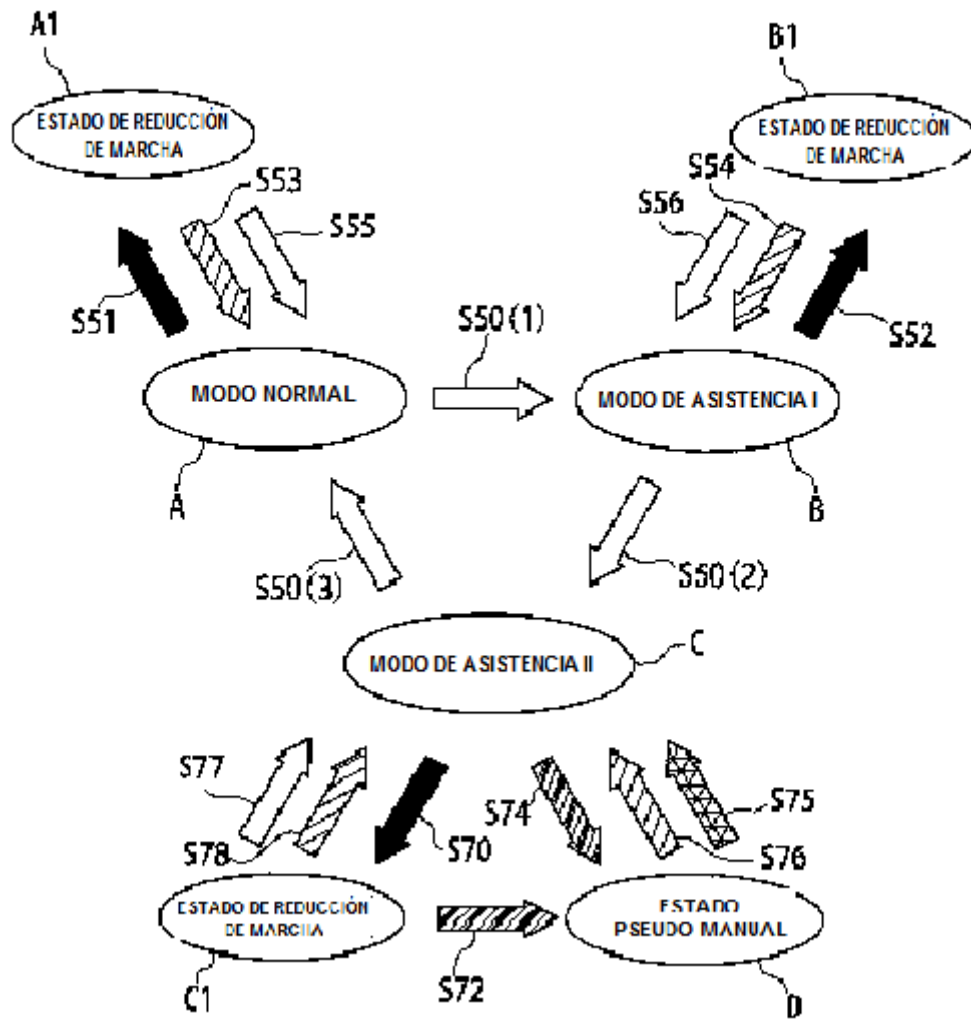 A1
B1
ESTADO DE REDUCCIÓN
DE MARCHA
ESTADO DE REDUCCIÓN
DE MARCHA
S53
S54
S55
S56
S51
S50(1)
S52
MODO NORMAL
MODO DE ASISTENCIA I
A
B
S50(3)
S50(2)
MODO DE ASISTENCIA II
C
S77
S74
S75
S78
S70
S76
ESTADO DE REDUCCIÓN
DE MARCHA
ESTADO
PSEUDO MANUAL
S72
C1
D